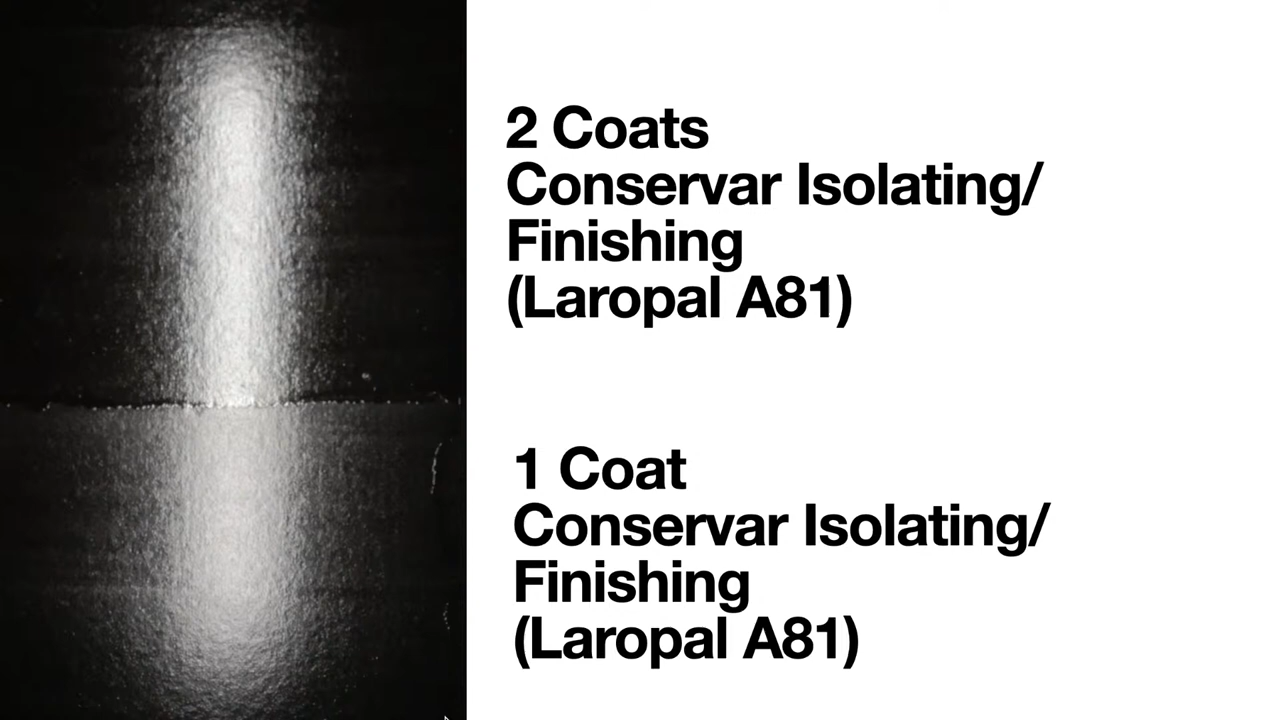 2 Coats
Conservar Isolating/
Finishing
(Laropal A81)
1 Coat
Conservar Isolating/
Finishing
(Laropal A81)